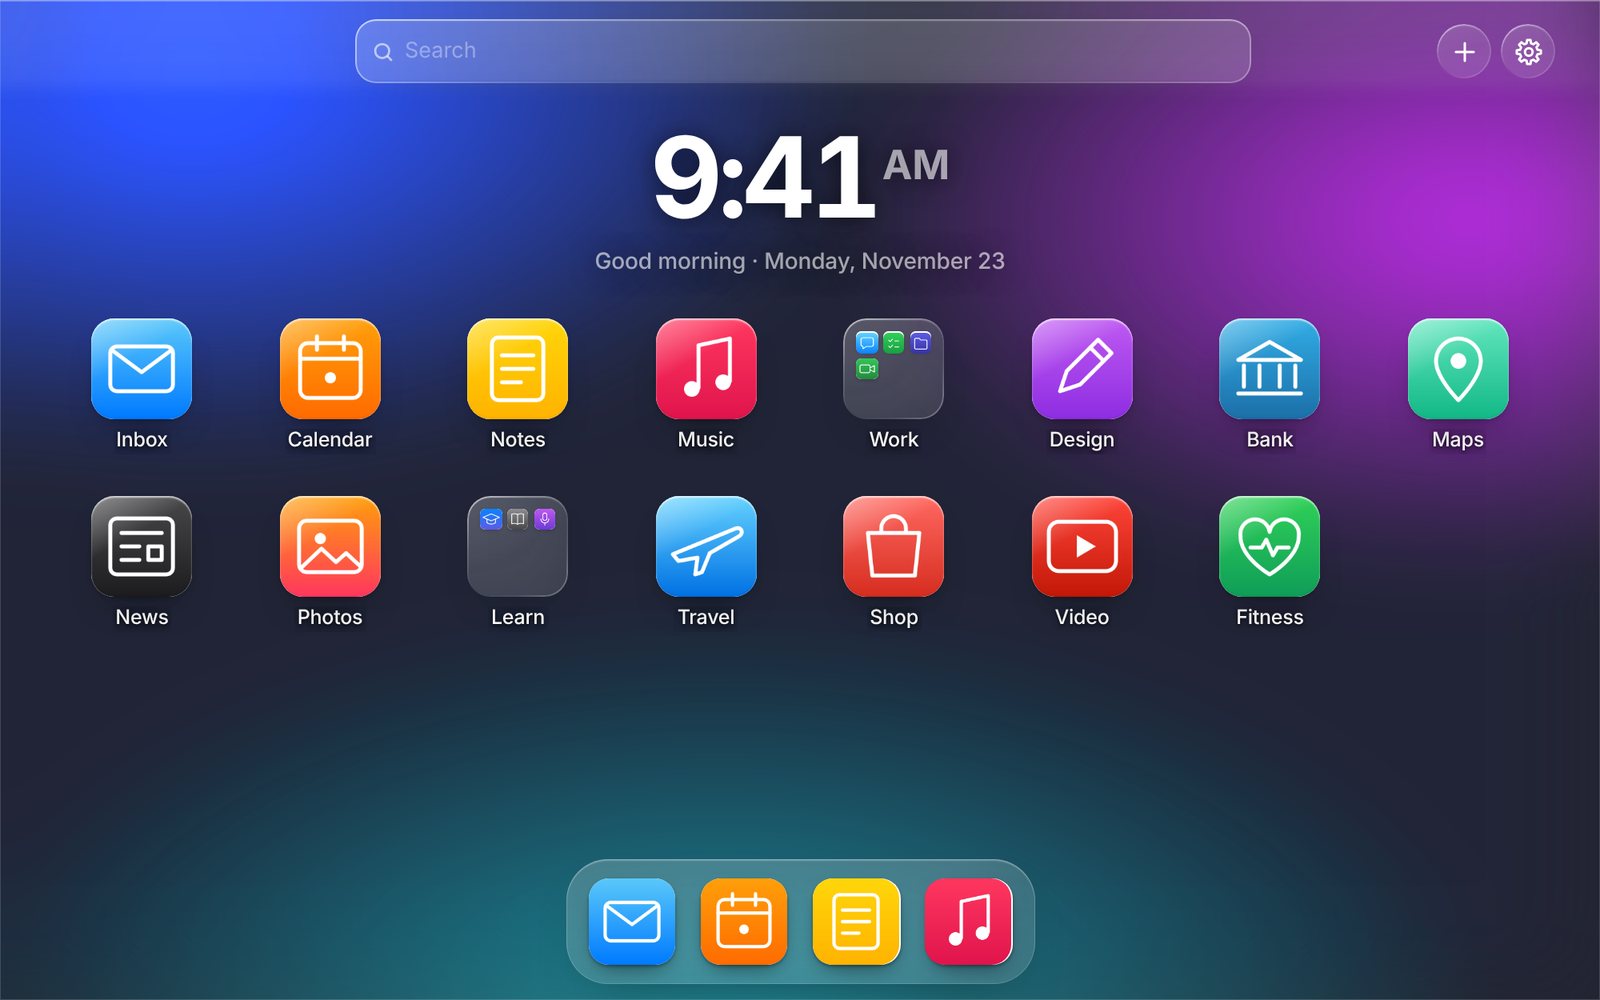 Search
9:41 AM
Good morning · Monday, November 23
Inbox
Calendar
Notes
Music
Work
Design
Bank
Maps
News
Photos
Learn
Travel
Shop
Video
Fitness